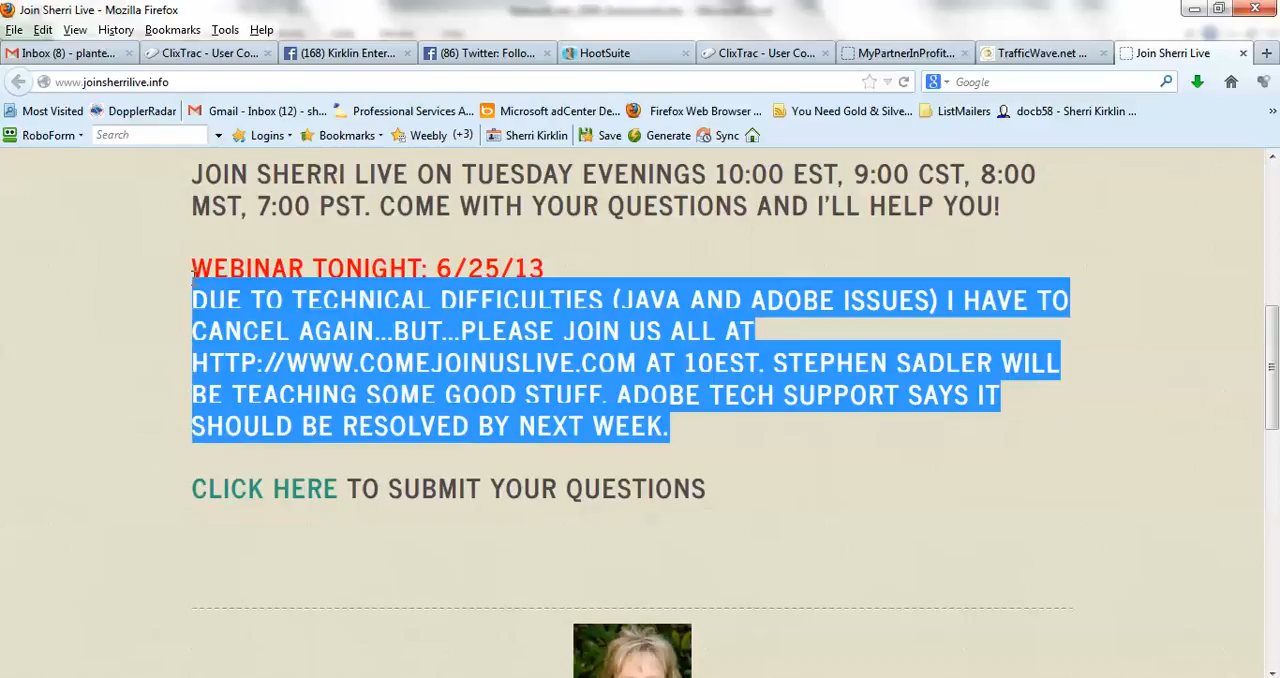 Join Sherri Live - Mozilla Firefox
File Edit View History Bookmarks Tools Help
Inbox (8) - plante... ClixTrac - User Co... (168) Kirklin Enter... (86) Twitter: Follo... HootSuite ClixTrac - User Co... MyPartnerInProfit... TrafficWave.net ... Join Sherri Live
www.joinsherrilive.info Google
Most Visited DopplerRadar Gmail - Inbox (12) - sh... Professional Services A... Microsoft adCenter De... Firefox Web Browser ... You Need Gold & Silve... ListMailers docb58 - Sherri Kirklin ...
RoboForm Search Logins Bookmarks Weebly (+3) Sherri Kirklin Save Generate Sync
JOIN SHERRI LIVE ON TUESDAY EVENINGS 10:00 EST, 9:00 CST, 8:00
MST, 7:00 PST. COME WITH YOUR QUESTIONS AND I'LL HELP YOU!
WEBINAR TONIGHT: 6/25/13
DUE TO TECHNICAL DIFFICULTIES (JAVA AND ADOBE ISSUES) I HAVE TO
CANCEL AGAIN...BUT...PLEASE JOIN US ALL AT
HTTP://WWW.COMEJOINUSLIVE.COM AT 10EST. STEPHEN SADLER WILL
BE TEACHING SOME GOOD STUFF. ADOBE TECH SUPPORT SAYS IT
SHOULD BE RESOLVED BY NEXT WEEK.
CLICK HERE TO SUBMIT YOUR QUESTIONS